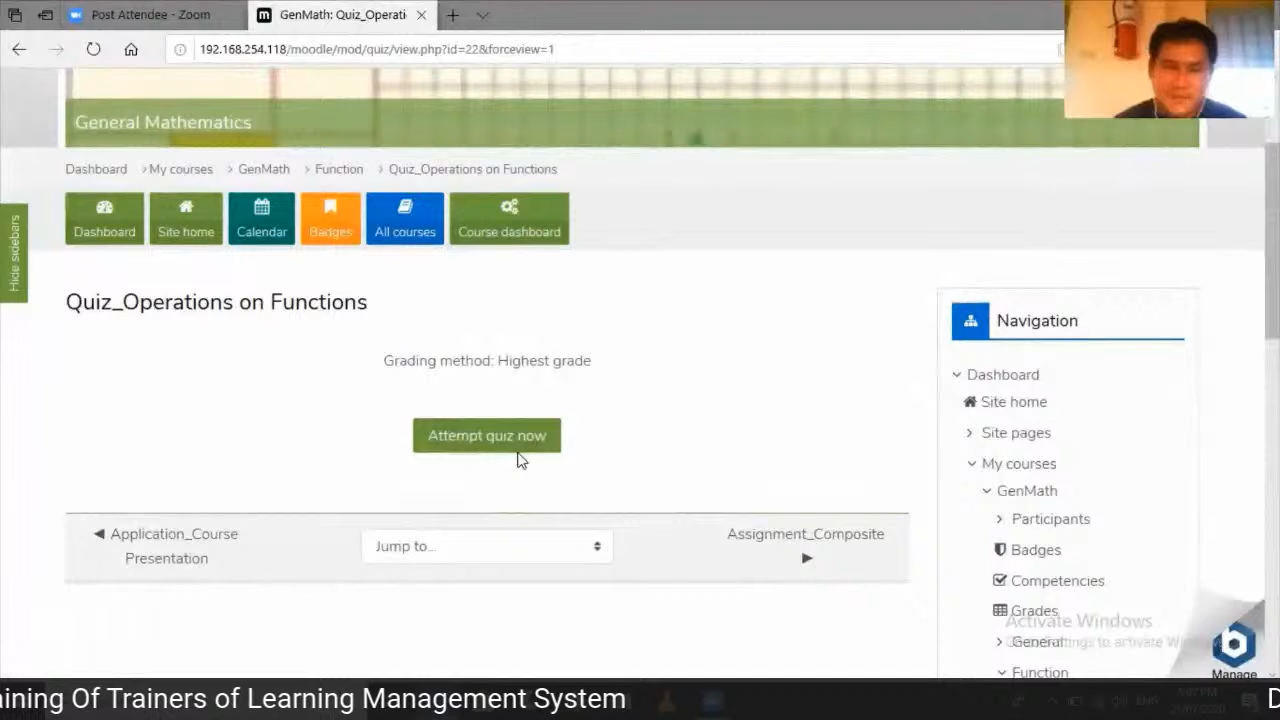 Post Attendee - Zoom
GenMath: Quiz_Operati
192.168.254.118/moodle/mod/quiz/view.php?id=22&forceview=1
General Mathematics
Dashboard > My courses > GenMath > Function > Quiz_Operations on Functions
Dashboard
Site home
Calendar
Badges
All courses
Course dashboard
Hide sidebars
Quiz_Operations on Functions
Grading method: Highest grade
Attempt quiz now
◀ Application_Course
Presentation
Jump to...
Assignment_Composite
▶
Navigation
Dashboard
Site home
Site pages
My courses
GenMath
Participants
Badges
Competencies
Grades
Activate Windows
General
Function
Manage
aining Of Trainers of Learning Management System
D
ENG